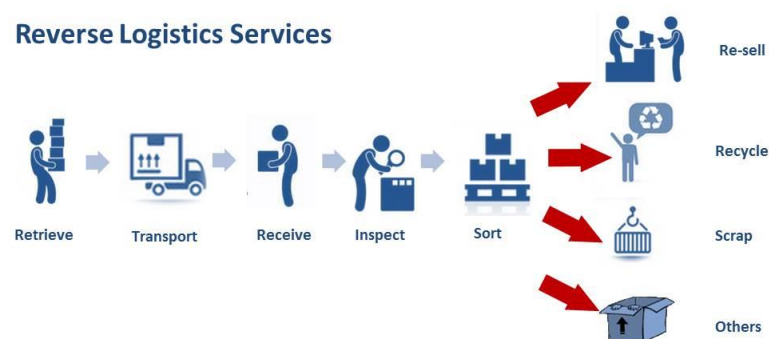 Reverse Logistics Services
Re-sell
Recycle
Retrieve
Transport
Receive
Inspect
Sort
Scrap
Others